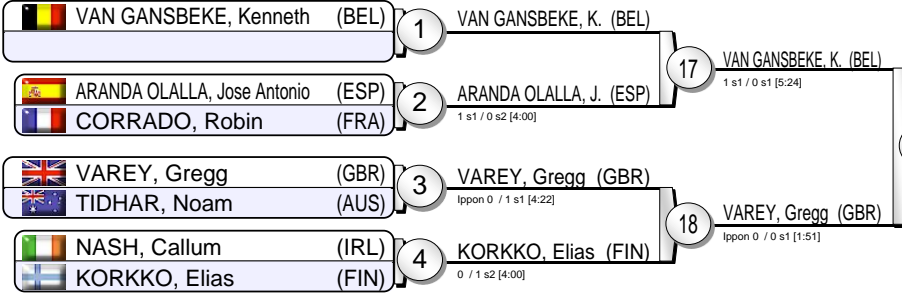 VAN GANSBEKE, Kenneth (BEL)
1
VAN GANSBEKE, K. (BEL)
17
VAN GANSBEKE, K. (BEL)
1 s1 / 0 s1 [5:24]
ARANDA OLALLA, Jose Antonio (ESP)
CORRADO, Robin (FRA)
2
ARANDA OLALLA, J. (ESP)
1 s1 / 0 s2 [4:00]
VAREY, Gregg (GBR)
TIDHAR, Noam (AUS)
3
VAREY, Gregg (GBR)
Ippon 0 / 1 s1 [4:22]
18
VAREY, Gregg (GBR)
Ippon 0 / 0 s1 [1:51]
NASH, Callum (IRL)
KORKKO, Elias (FIN)
4
KORKKO, Elias (FIN)
0 / 1 s2 [4:00]